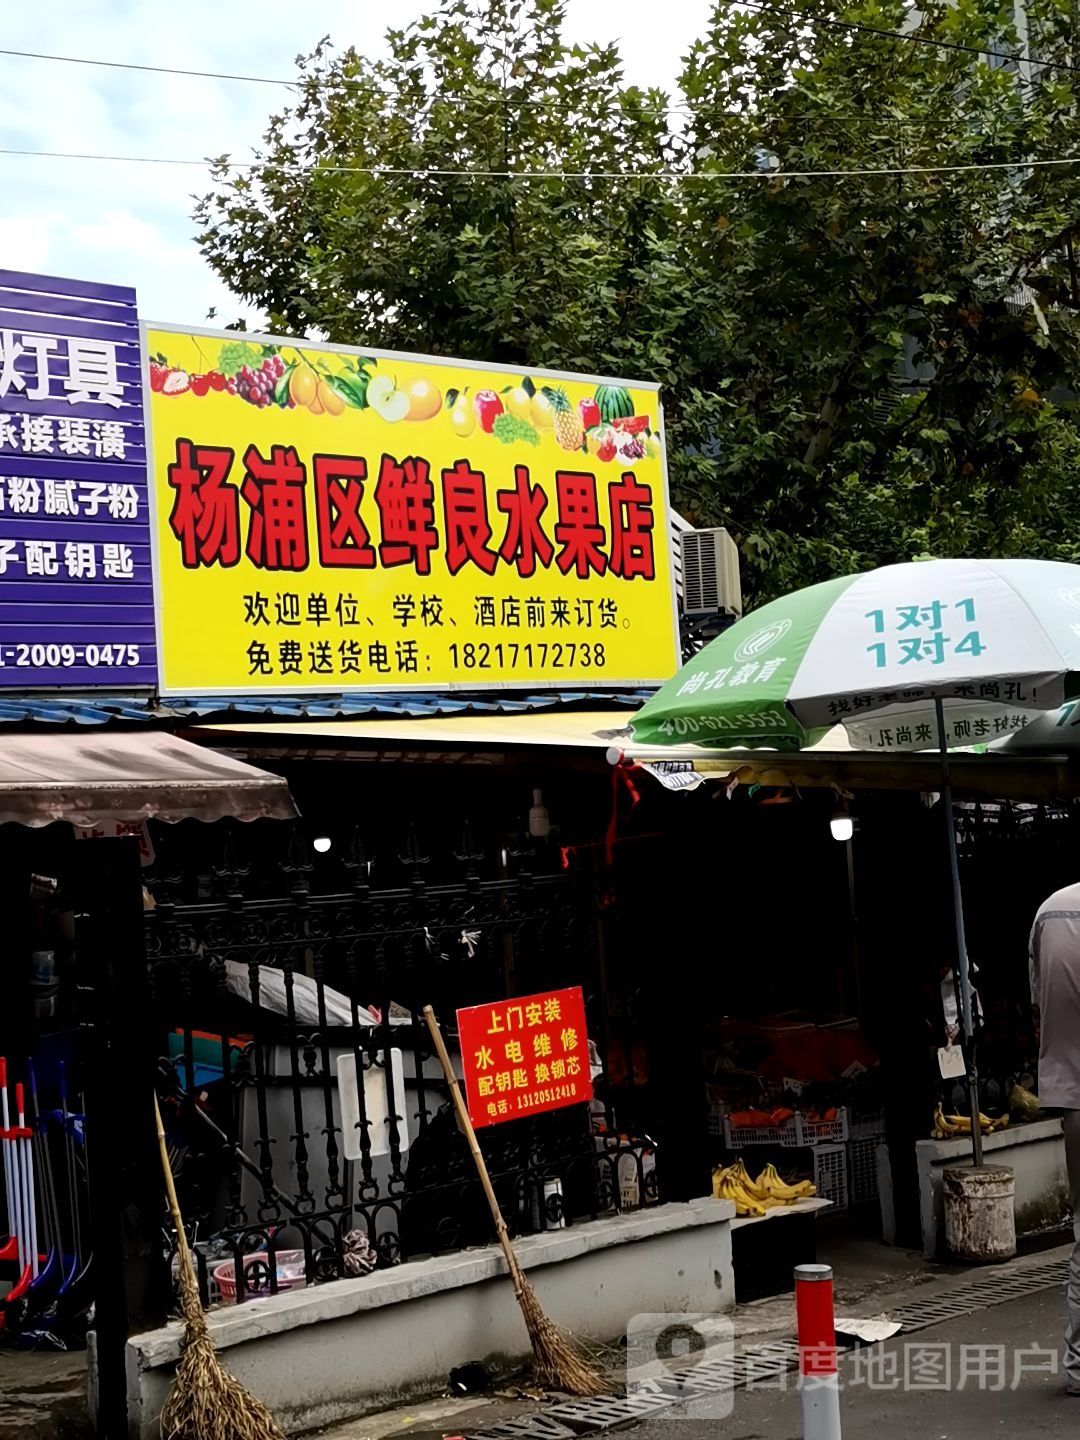 灯具
承接装潢
石粉腻子粉
子配钥匙
1-2009-0475
杨浦区鲜良水果店
欢迎单位、学校、酒店前来订货。
免费送货电话：18217172738
1对1
1对4
尚孔教育
400-621-5553
找好老师，来尚孔！
找好老师，来尚孔！
上门安装
水电维修
配钥匙 换锁芯
电话：13120512418
百度地图用户